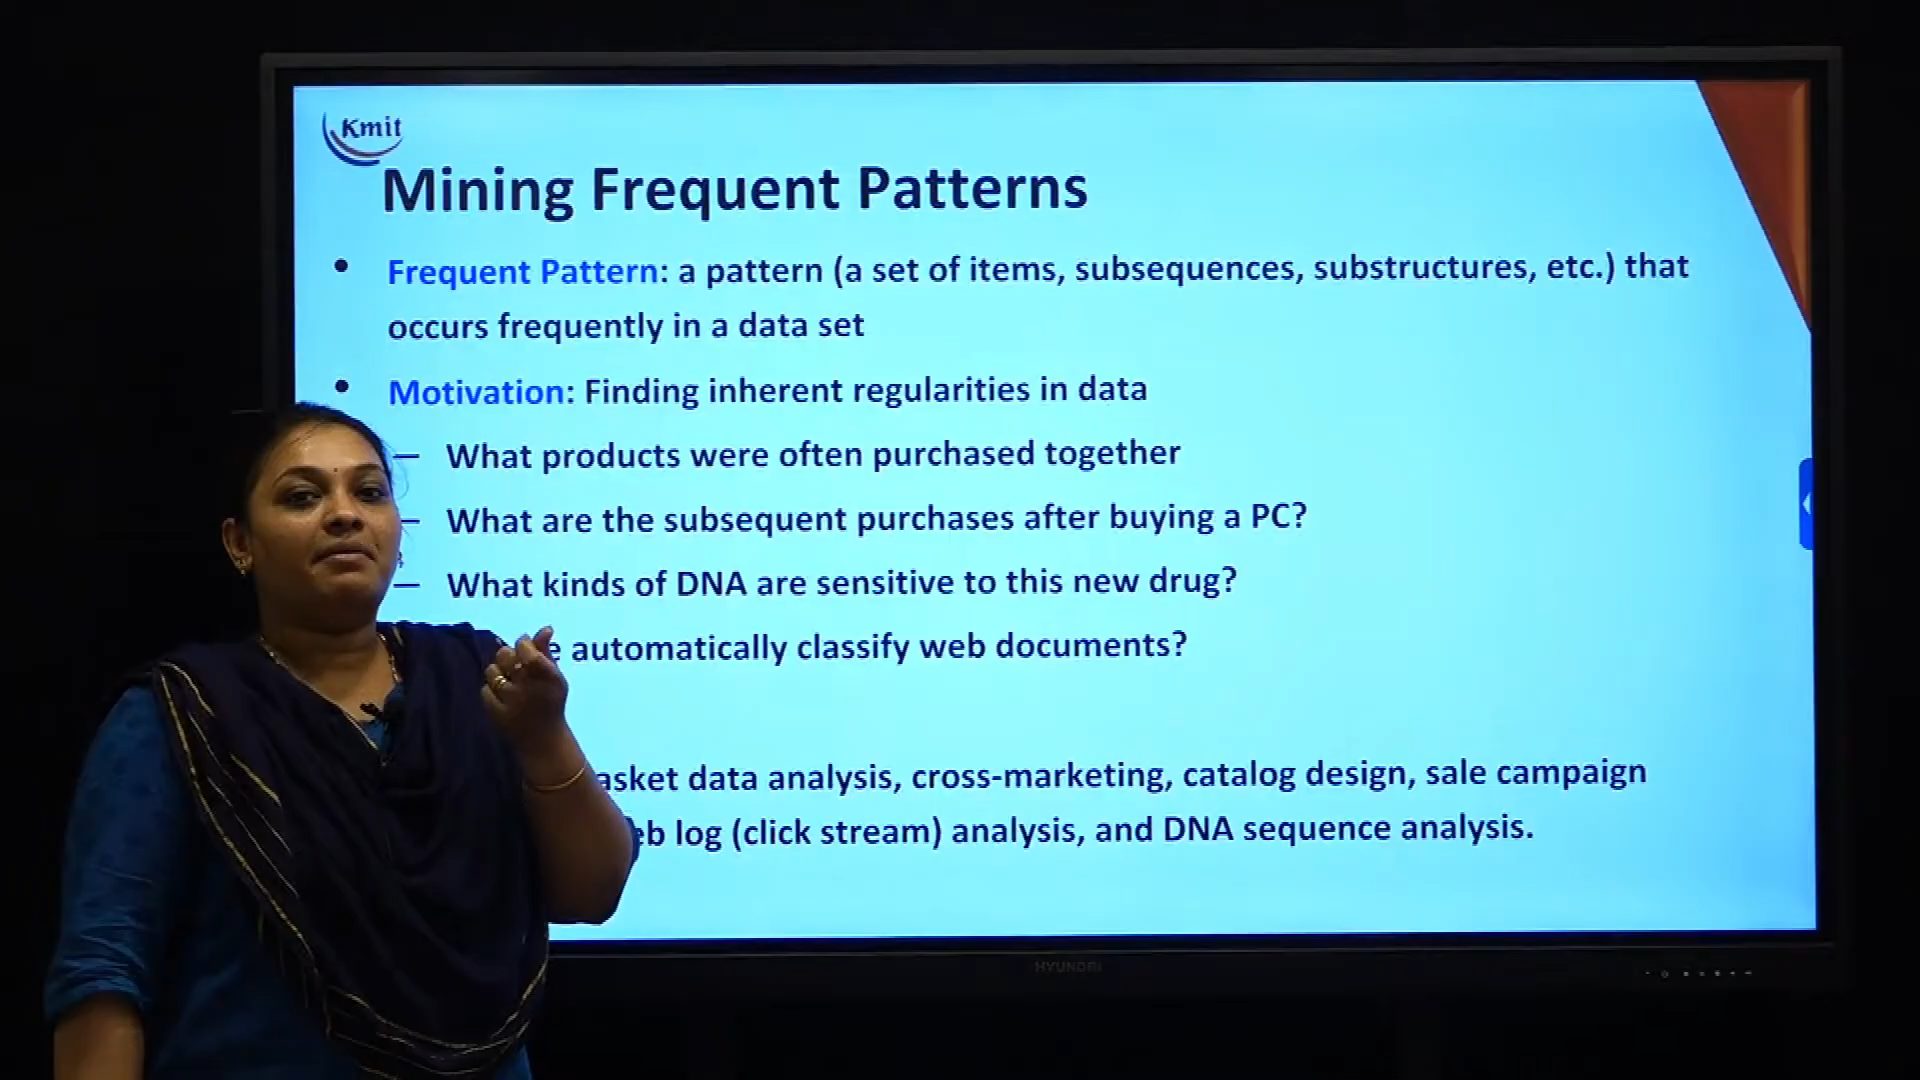 Kmit
Mining Frequent Patterns
• Frequent Pattern: a pattern (a set of items, subsequences, substructures, etc.) that
occurs frequently in a data set
• Motivation: Finding inherent regularities in data
— What products were often purchased together
— What are the subsequent purchases after buying a PC?
— What kinds of DNA are sensitive to this new drug?
automatically classify web documents?
data analysis, cross-marketing, catalog design, sale campaign
log (click stream) analysis, and DNA sequence analysis.
HYUNDAI